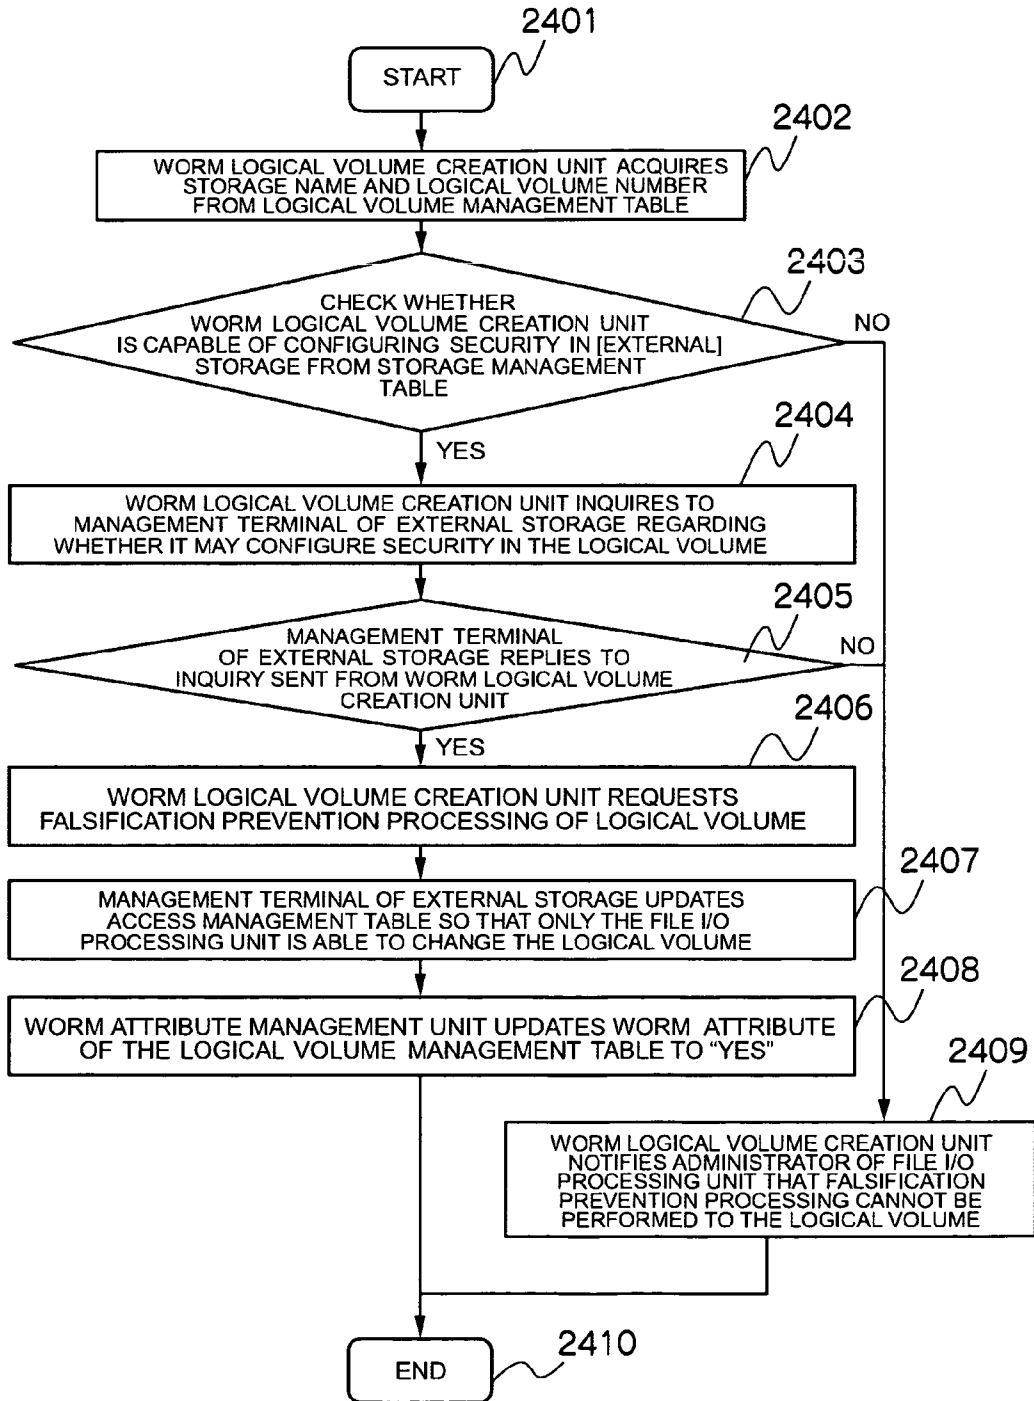 2401
START
2402
WORM LOGICAL VOLUME CREATION UNIT ACQUIRES
STORAGE NAME AND LOGICAL VOLUME NUMBER
FROM LOGICAL VOLUME MANAGEMENT TABLE
2403
CHECK WHETHER
WORM LOGICAL VOLUME CREATION UNIT
IS CAPABLE OF CONFIGURING SECURITY IN [EXTERNAL]
STORAGE FROM STORAGE MANAGEMENT
TABLE
NO
YES
2404
WORM LOGICAL VOLUME CREATION UNIT INQUIRES TO
MANAGEMENT TERMINAL OF EXTERNAL STORAGE REGARDING
WHETHER IT MAY CONFIGURE SECURITY IN THE LOGICAL VOLUME
2405
MANAGEMENT TERMINAL
OF EXTERNAL STORAGE REPLIES TO
INQUIRY SENT FROM WORM LOGICAL VOLUME
CREATION UNIT
NO
YES
2406
WORM LOGICAL VOLUME CREATION UNIT REQUESTS
FALSIFICATION PREVENTION PROCESSING OF LOGICAL VOLUME
2407
MANAGEMENT TERMINAL OF EXTERNAL STORAGE UPDATES
ACCESS MANAGEMENT TABLE SO THAT ONLY THE FILE I/O
PROCESSING UNIT IS ABLE TO CHANGE THE LOGICAL VOLUME
2408
WORM ATTRIBUTE MANAGEMENT UNIT UPDATES WORM ATTRIBUTE
OF THE LOGICAL VOLUME MANAGEMENT TABLE TO “YES”
2409
WORM LOGICAL VOLUME CREATION UNIT
NOTIFIES ADMINISTRATOR OF FILE I/O
PROCESSING UNIT THAT FALSIFICATION
PREVENTION PROCESSING CANNOT BE
PERFORMED TO THE LOGICAL VOLUME
END
2410